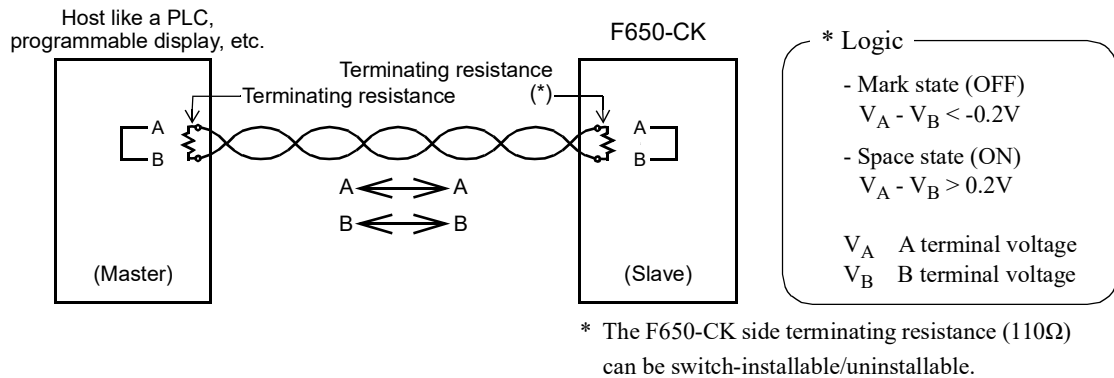 Host like a PLC,
programmable display, etc.
F650-CK
Terminating resistance
(*)
Terminating resistance
A
B
A
B
A A
B B
(Master)
(Slave)
* Logic
- Mark state (OFF)
VA - VB < -0.2V
- Space state (ON)
VA - VB > 0.2V
VA A terminal voltage
VB B terminal voltage
* The F650-CK side terminating resistance (110Ω)
can be switch-installable/uninstallable.